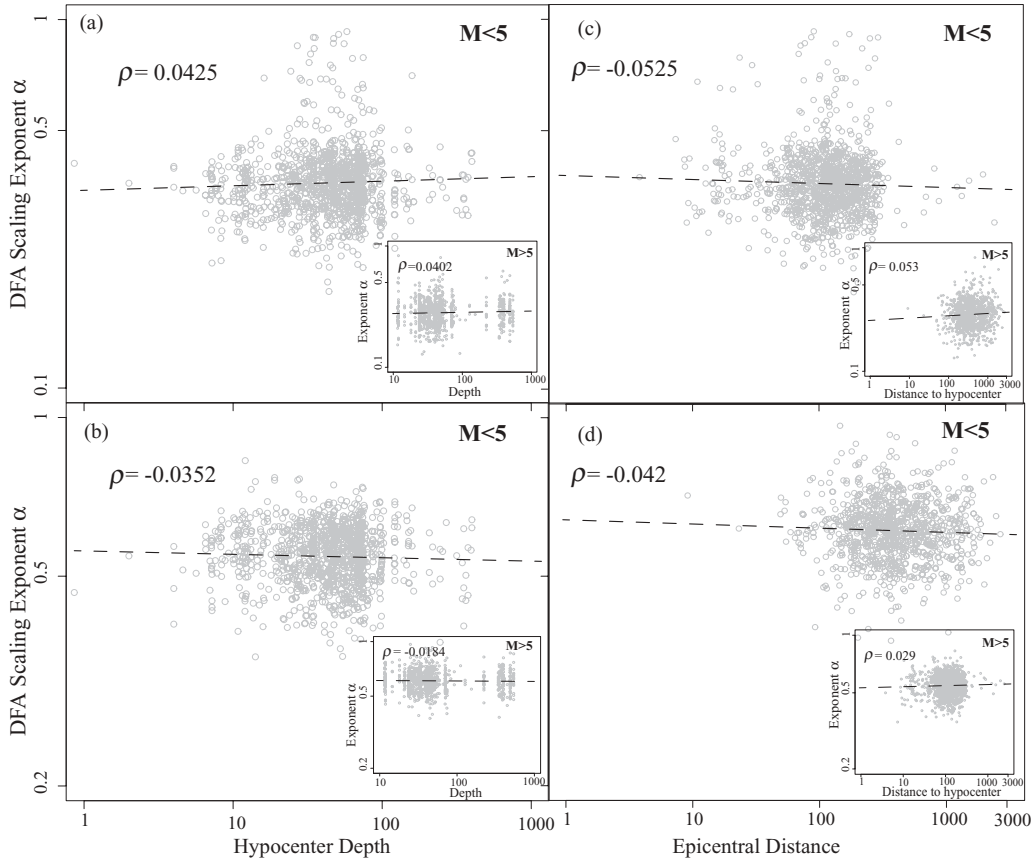 (a)
M<5
ρ= 0.0425
DFA Scaling Exponent α
1
0.5
0.1
M>5
ρ=0.0402
Exponent α
1
0.5
0.1
10
100
1000
Depth
(c)
M<5
ρ= -0.0525
M>5
ρ= 0.053
Exponent α
1
0.5
0.1
1
10
100
1000
3000
Distance to hypocenter
(b)
M<5
ρ= -0.0352
DFA Scaling Exponent α
1
0.5
0.2
M>5
ρ= -0.0184
Exponent α
1
0.5
0.2
10
100
1000
Depth
1
10
100
1000
Hypocenter Depth
(d)
M<5
ρ= -0.042
M>5
ρ= 0.029
Exponent α
1
0.5
0.2
1
10
100
1000
3000
Distance to hypocenter
1
10
100
1000
3000
Epicentral Distance